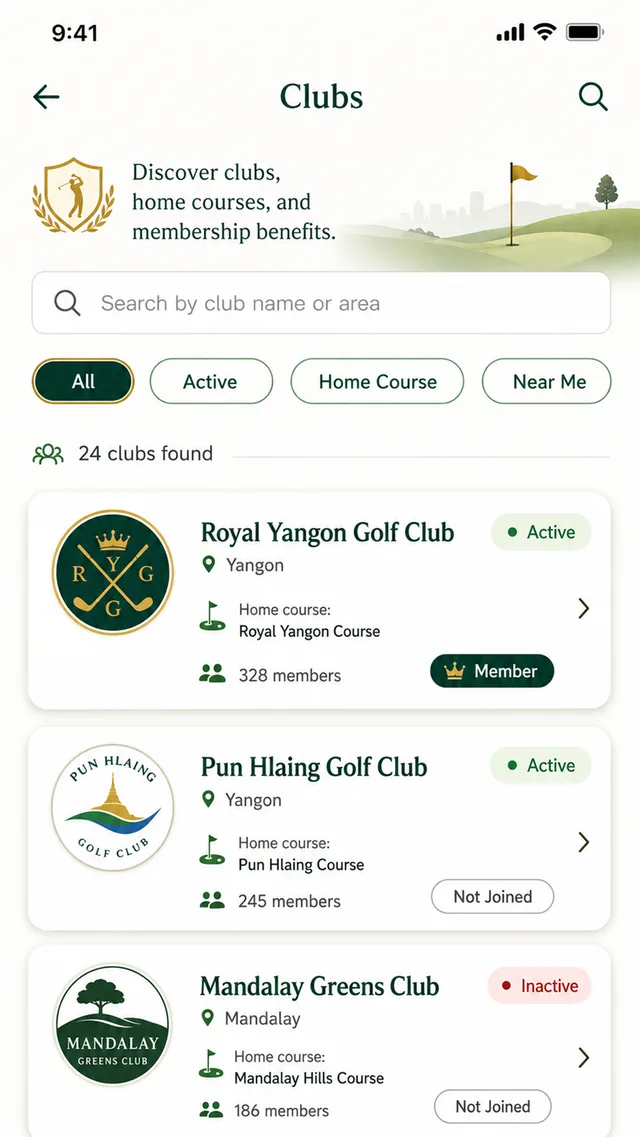 9:41
Clubs
Discover clubs,
home courses, and
membership benefits.
Search by club name or area
All
Active
Home Course
Near Me
24 clubs found
R Y G G
Royal Yangon Golf Club
Active
Yangon
Home course:
Royal Yangon Course
328 members
Member
PUN HLAING
GOLF CLUB
Pun Hlaing Golf Club
Active
Yangon
Home course:
Pun Hlaing Course
245 members
Not Joined
MANDALAY
GREENS CLUB
Mandalay Greens Club
Inactive
Mandalay
Home course:
Mandalay Hills Course
186 members
Not Joined